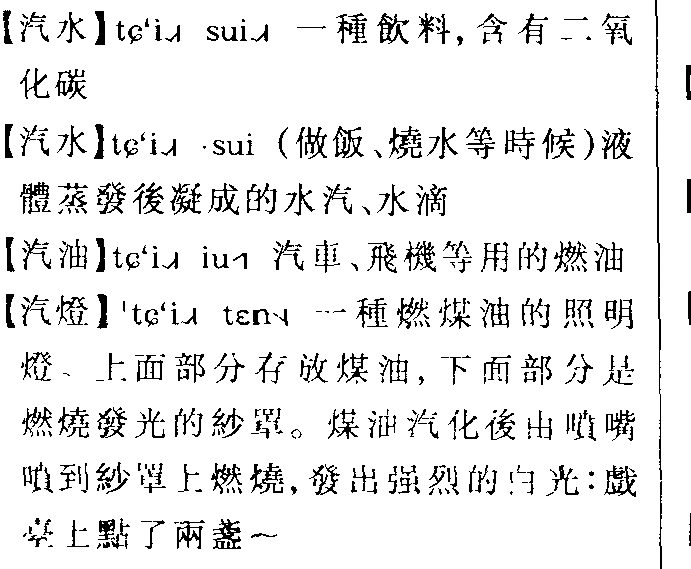 【汽水】tɕ‘i˩ sui˩ 一種飲料,含有二氧
化碳
【汽水】tɕ‘i˩ ·sui (做飯、燒水等時候)液
體蒸發後凝成的水汽、水滴
【汽油】tɕ‘i˩ iu 汽車、飛機等用的燃油
【汽燈】tɕ‘i˩ tɛn 一種燃煤油的照明
燈、上面部分存放煤油,下面部分是
燃燒發光的紗罩。煤油汽化後由噴嘴
噴到紗罩上燃燒,發出强烈的白光:戲
臺上點了兩盞~